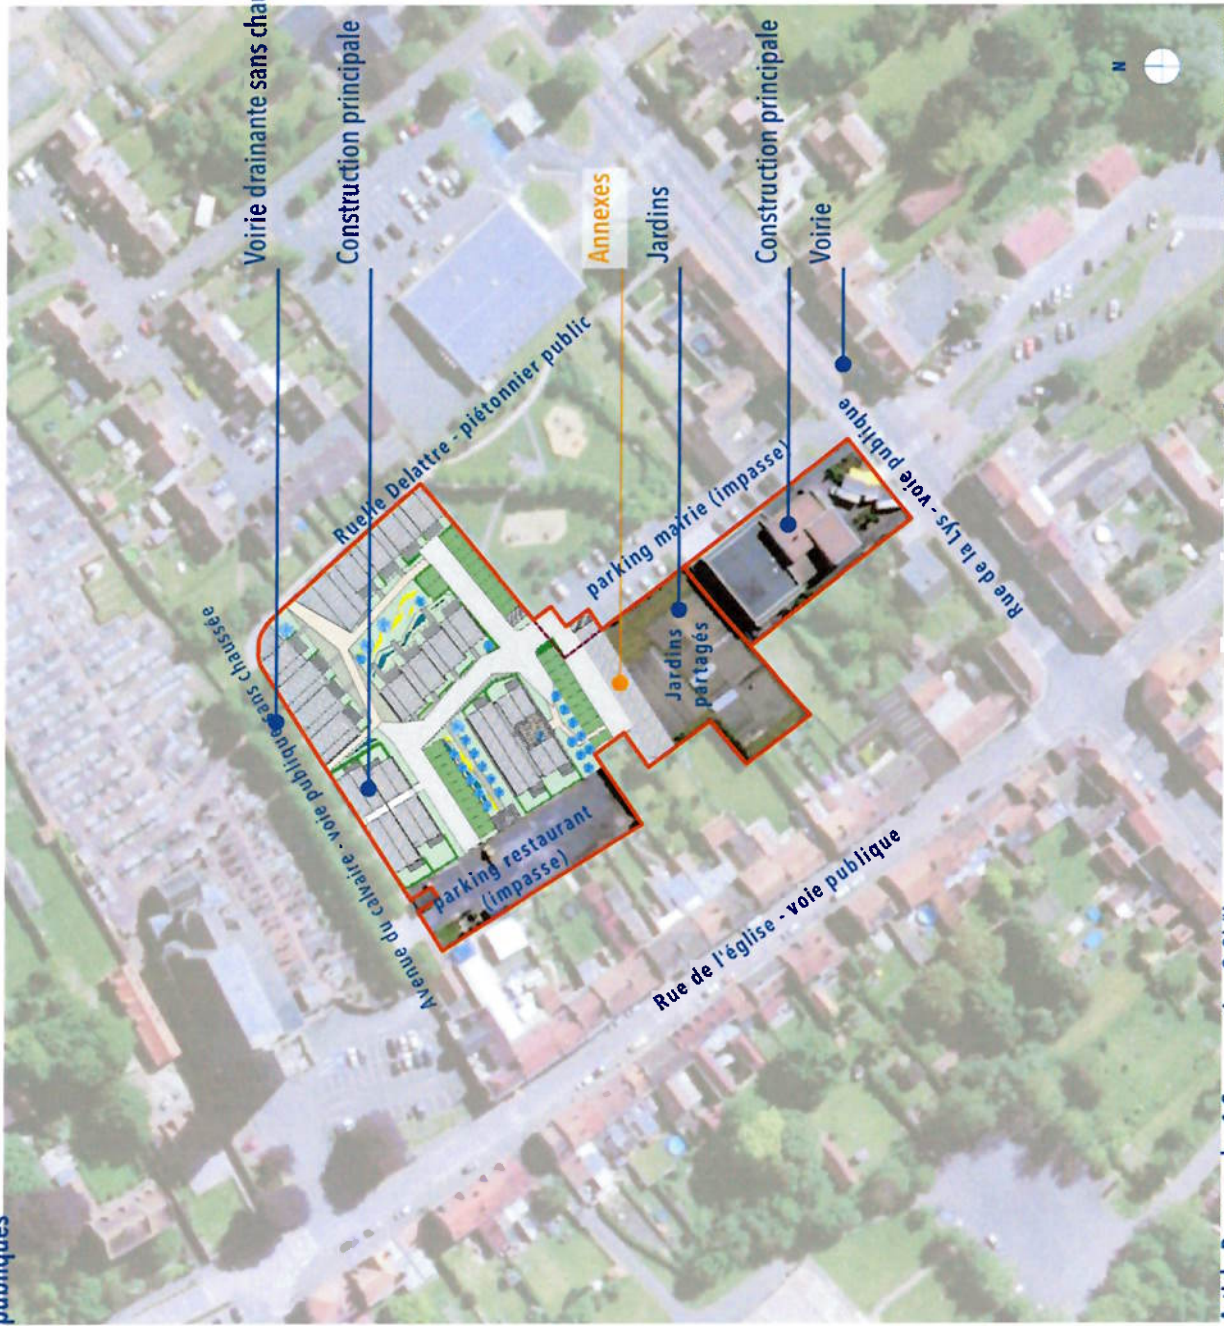 publiques
Voirie drainante sans chau
Construction principale
Annexes
Jardins
Construction principale
Voirie
N
Ruelle Delattre - piétonnier public
Avenue du calvaire - voie publique sans chaussée
parking mairie (impasse)
Jardins
partagés
parking restaurant
(impasse)
Rue de la Lys - voie publique
Rue de l'église - voie publique